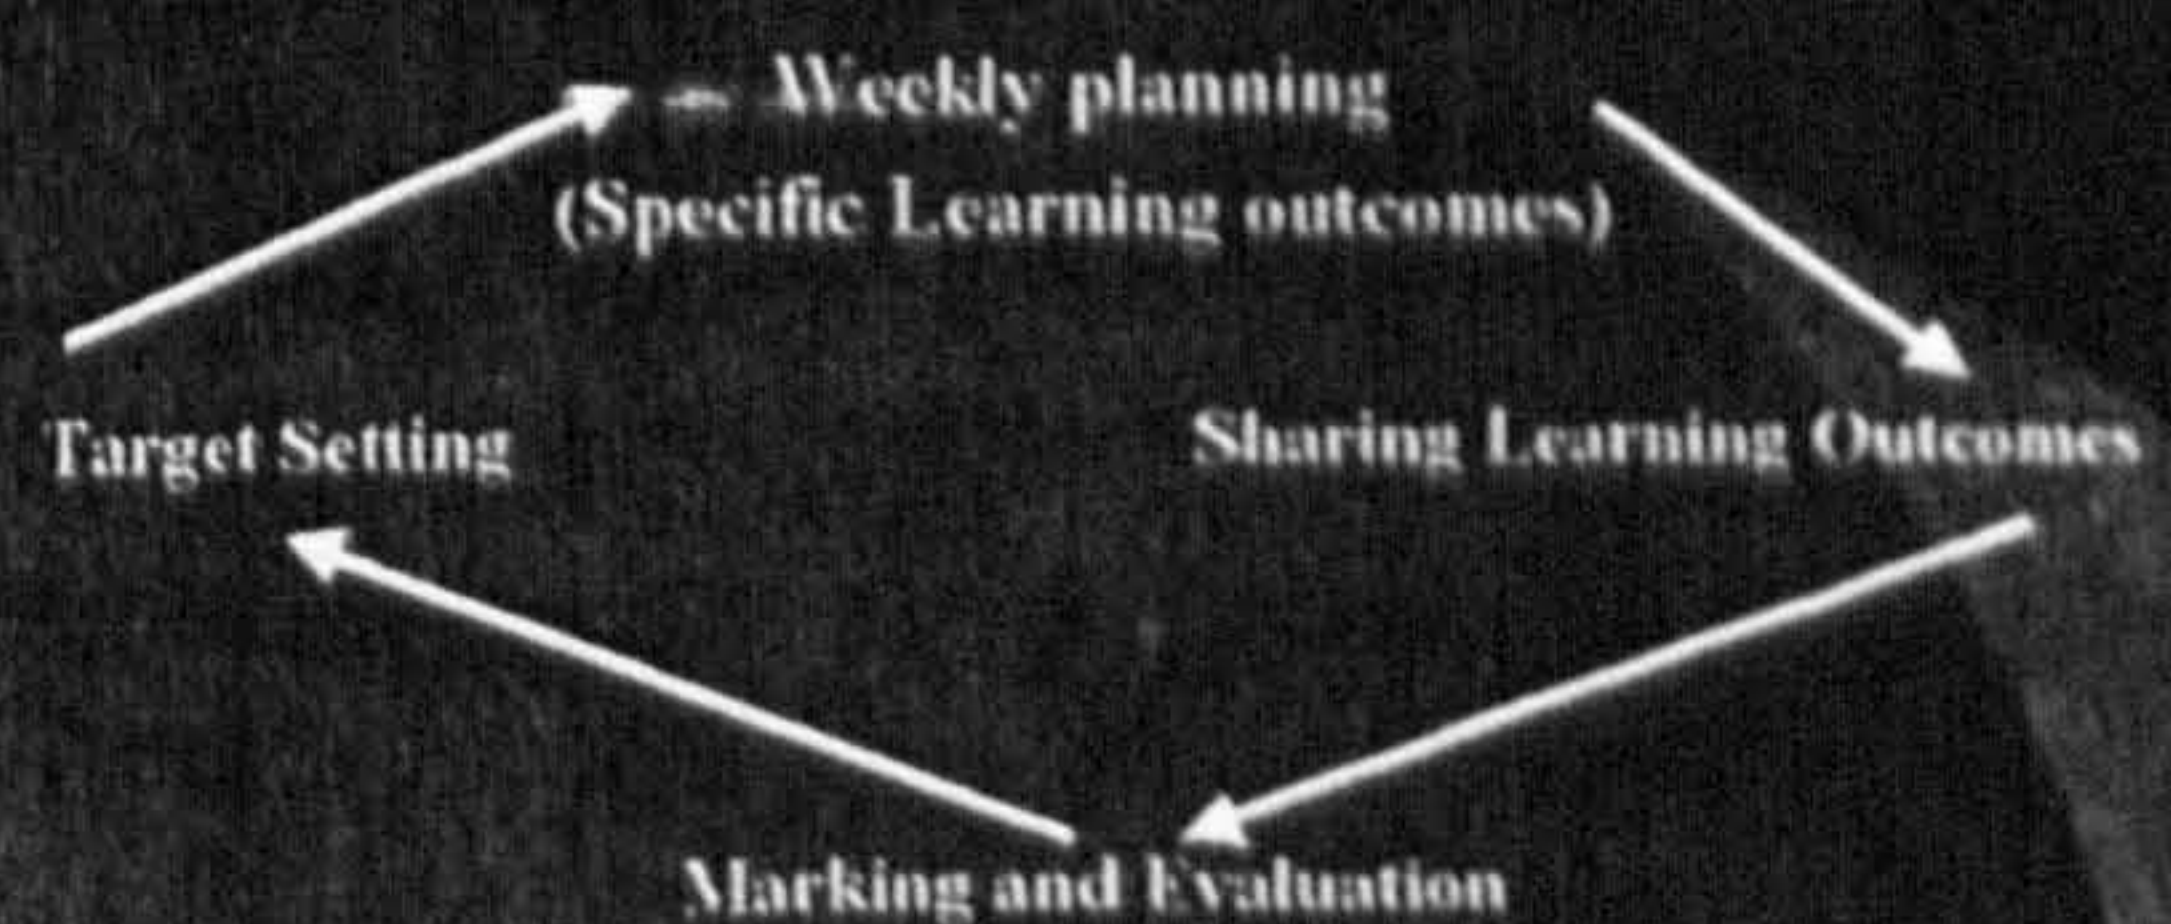 Weekly planning
(Specific Learning outcomes)
Target Setting
Sharing Learning Outcomes
Marking and Evaluation